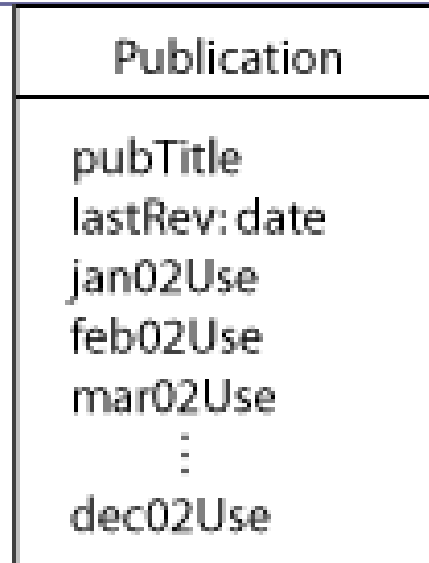 Publication
pubTitle
lastRev: date
jan02Use
feb02Use
mar02Use
⋮
dec02Use